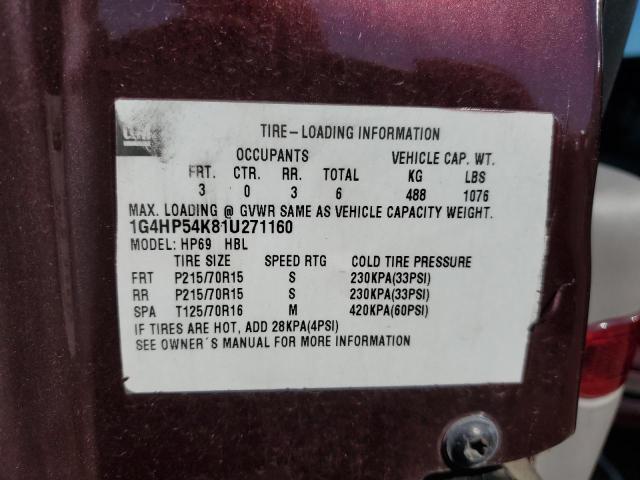 TIRE-LOADING INFORMATION
OCCUPANTS VEHICLE CAP. WT.
FRT. CTR. RR. TOTAL KG LBS
3 0 3 6 488 1076
MAX. LOADING @ GVWR SAME AS VEHICLE CAPACITY WEIGHT.
1G4HP54K81U271160
MODEL: HP69 HBL
TIRE SIZE SPEED RTG COLD TIRE PRESSURE
FRT P215/70R15 S 230KPA(33PSI)
RR P215/70R15 S 230KPA(33PSI)
SPA T125/70R16 M 420KPA(60PSI)
IF TIRES ARE HOT, ADD 28KPA(4PSI)
SEE OWNER´S MANUAL FOR MORE INFORMATION